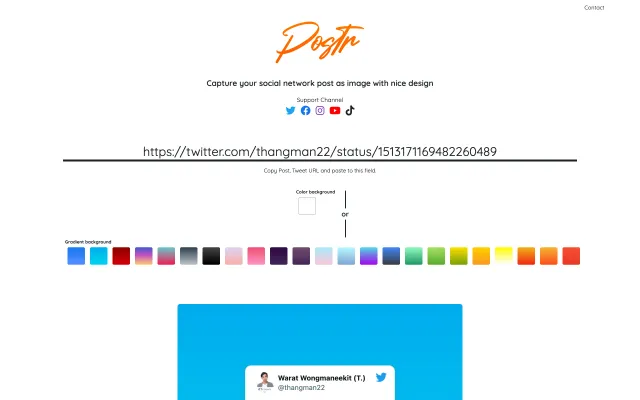 Contact
Postr
Capture your social network post as image with nice design
Support Channel
https://twitter.com/thangman22/status/1513171169482260489
Copy Post, Tweet URL and paste to this field.
Color background
or
Gradient background
Warat Wongmaneekit (T.)
@thangman22